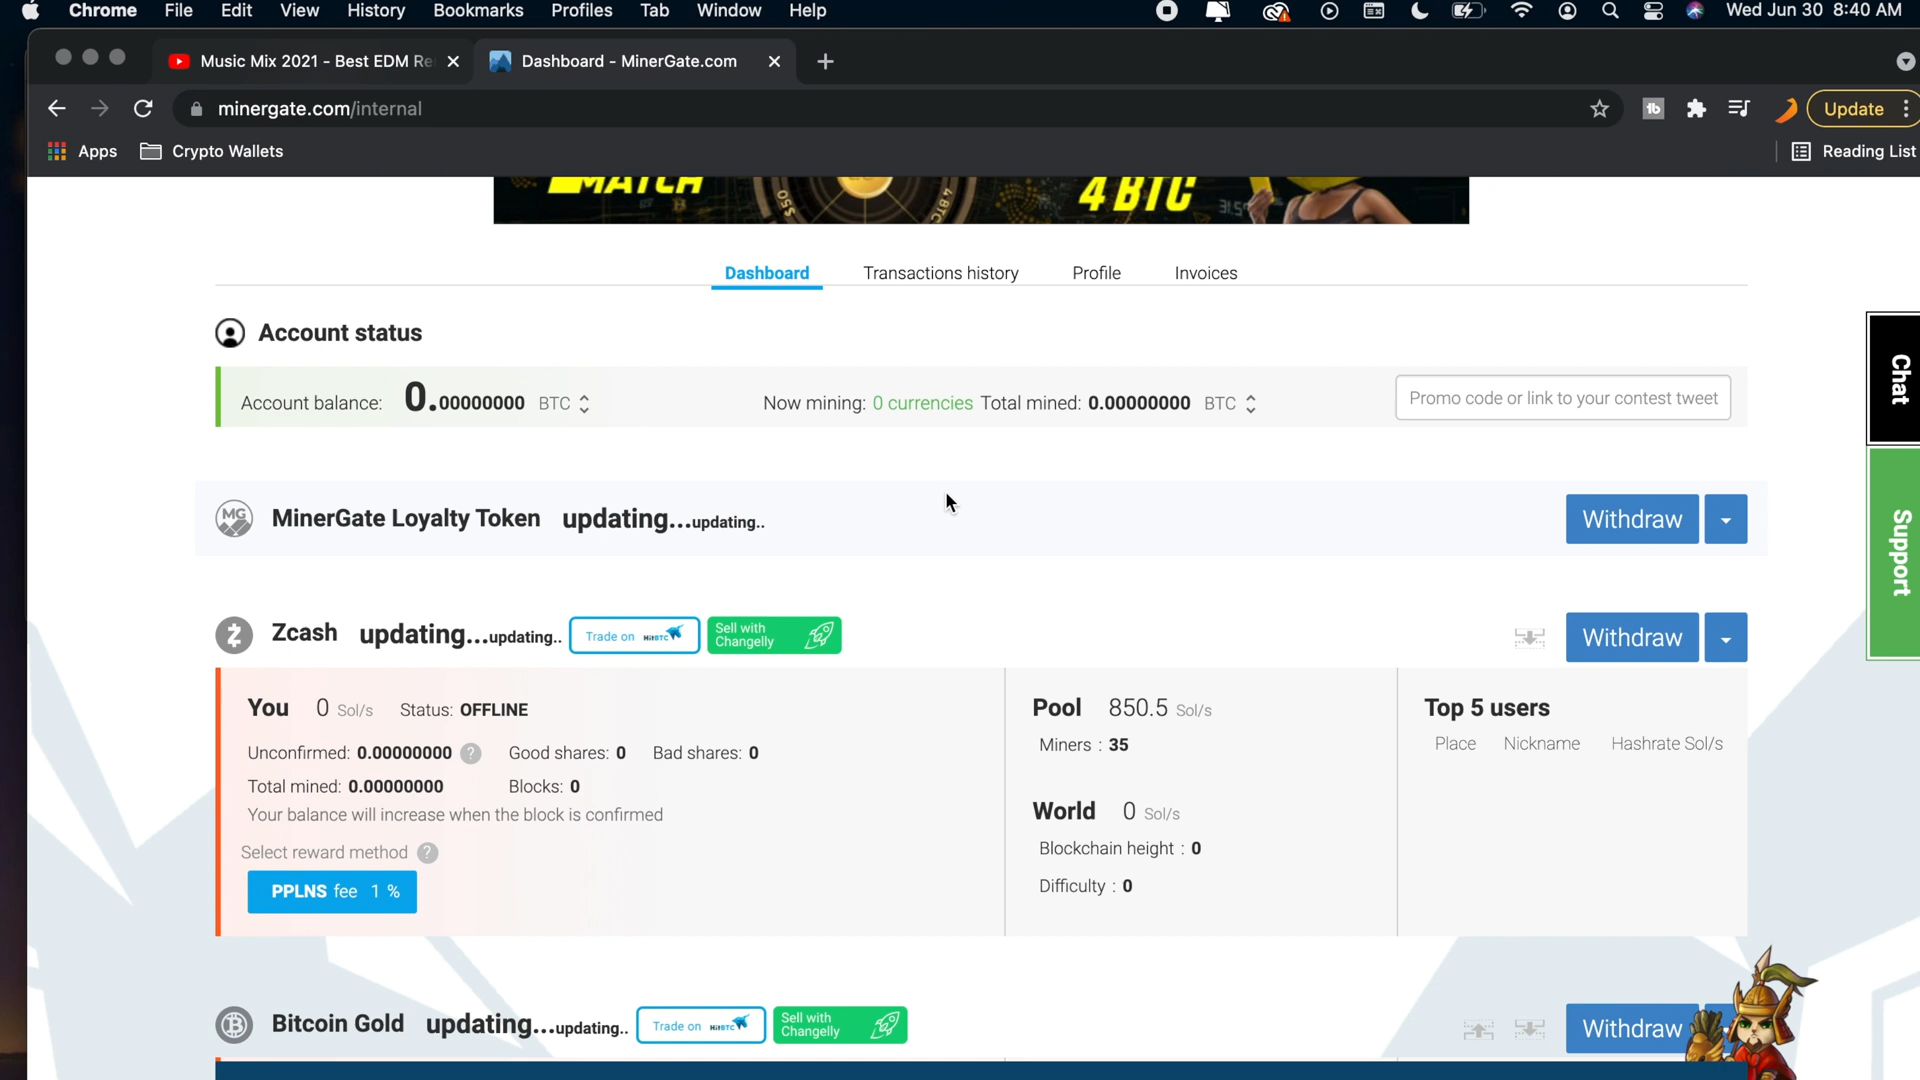 Chrome File Edit View History Bookmarks Profiles Tab Window Help Wed Jun 30 8:40 AM
Music Mix 2021 - Best EDM Re Dashboard - MinerGate.com
minergate.com/internal Update
Apps Crypto Wallets Reading List
MATCH $50 4 BTC 4 BTC
Dashboard Transactions history Profile Invoices
Account status
Account balance: 0.00000000 BTC Now mining: 0 currencies Total mined: 0.00000000 BTC Promo code or link to your contest tweet
Chat
MG MinerGate Loyalty Token updating...updating.. Withdraw
Support
Zcash updating...updating.. Trade on HitBTC Sell with Changelly Withdraw
You 0 Sol/s Status: OFFLINE Pool 850.5 Sol/s Top 5 users
Miners : 35 Place Nickname Hashrate Sol/s
Unconfirmed: 0.00000000 ? Good shares: 0 Bad shares: 0
Total mined: 0.00000000 Blocks: 0
Your balance will increase when the block is confirmed World 0 Sol/s
Select reward method ? Blockchain height : 0
PPLNS fee 1 % Difficulty : 0
Bitcoin Gold updating...updating.. Trade on HitBTC Sell with Changelly Withdraw